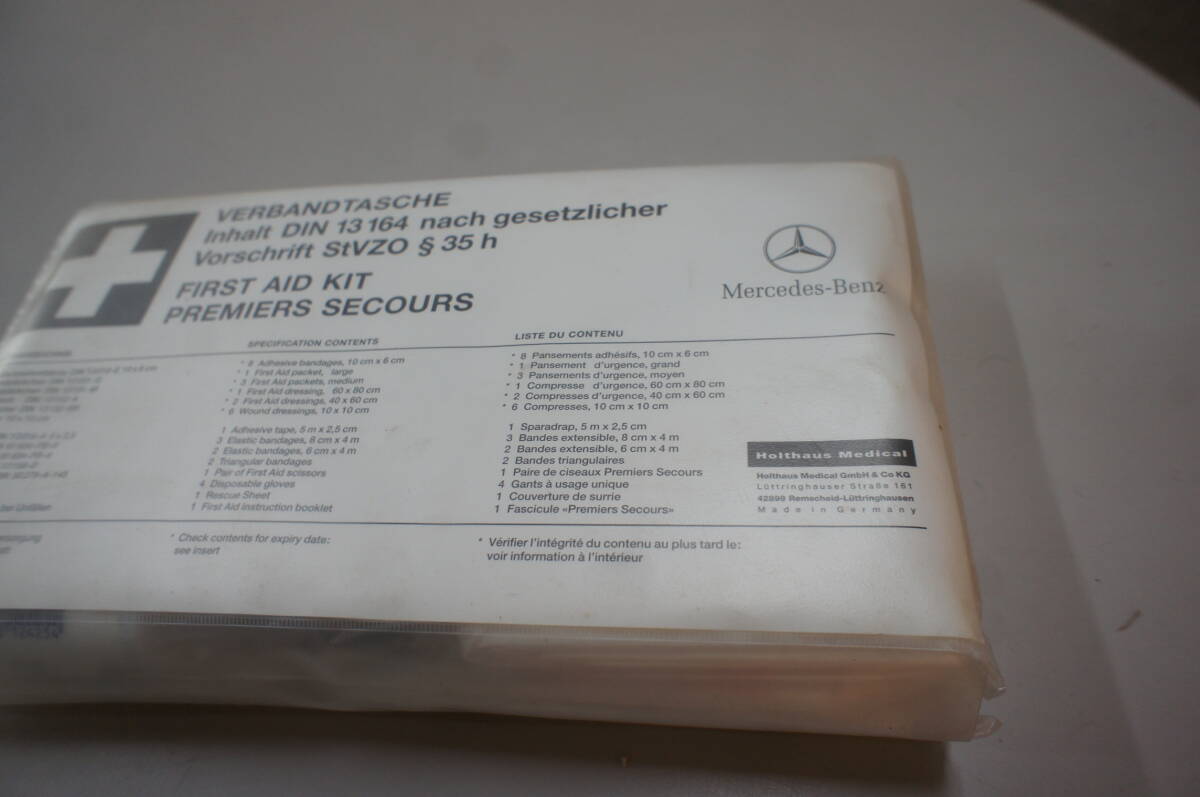 VERBANDTASCHE
Inhalt DIN 13 164 nach gesetzlicher
Vorschrift StVZO § 35 h
FIRST AID KIT
PREMIERS SECOURS
Mercedes-Benz
SPECIFICATION CONTENTS
* 8 Adhesive bandages, 10 cm x 6 cm
* 1 First Aid packet, large
* 3 First Aid packets, medium
* 1 First Aid dressing, 60 x 80 cm
* 2 First Aid dressings, 40 x 60 cm
* 6 Wound dressings, 10 x 10 cm
1 Adhesive tape, 5 m x 2,5 cm
3 Elastic bandages, 8 cm x 4 m
2 Elastic bandages, 6 cm x 4 m
2 Triangular bandages
1 Pair of First Aid scissors
4 Disposable gloves
1 Rescue Sheet
1 First Aid instruction booklet
* Check contents for expiry date:
see insert
LISTE DU CONTENU
* 8 Pansements adhésifs, 10 cm x 6 cm
* 1 Pansement d'urgence, grand
* 3 Pansements d'urgence, moyen
* 1 Compresse d'urgence, 60 cm x 80 cm
* 2 Compresses d'urgence, 40 cm x 60 cm
* 6 Compresses, 10 cm x 10 cm
1 Sparadrap, 5 m x 2,5 cm
3 Bandes extensible, 8 cm x 4 m
2 Bandes extensible, 6 cm x 4 m
2 Bandes triangulaires
1 Paire de ciseaux Premiers Secours
4 Gants à usage unique
1 Couverture de surrie
1 Fascicule «Premiers Secours»
* Vérifier l'intégrité du contenu au plus tard le:
voir information à l'intérieur
Holthaus Medical
Holthaus Medical GmbH & Co KG
Lüttringhauser Straße 161
42899 Remscheid-Lüttringhausen
Made in Germany